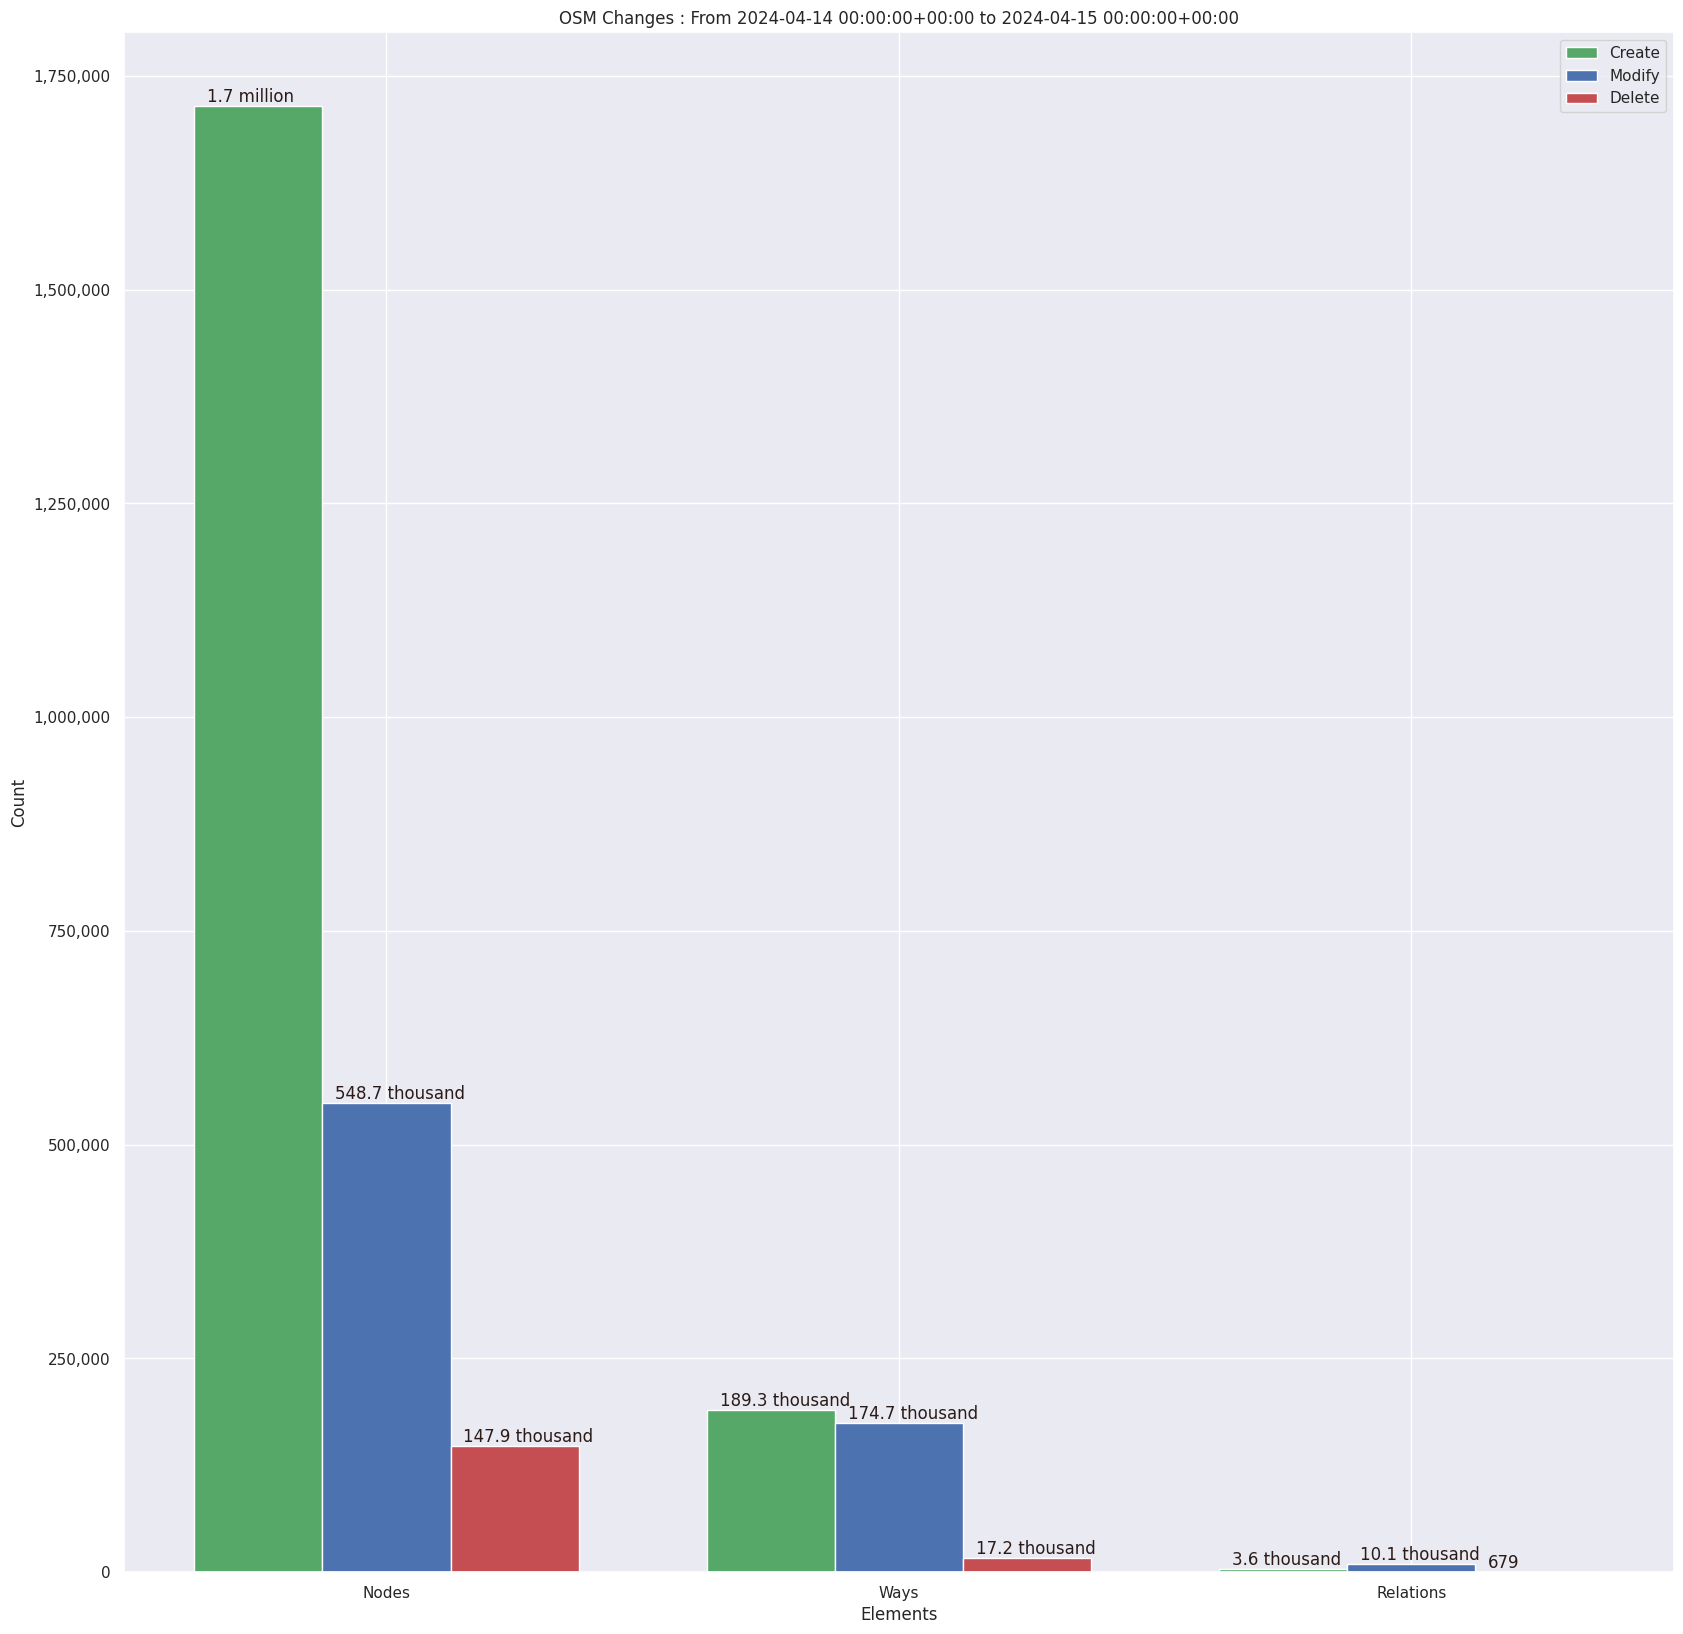 OSM Changes : From 2024-04-14 00:00:00+00:00 to 2024-04-15 00:00:00+00:00
Create
Modify
Delete
1,750,000
1,500,000
1,250,000
1,000,000
750,000
500,000
250,000
0
Count
1.7 million
548.7 thousand
147.9 thousand
189.3 thousand
174.7 thousand
17.2 thousand
3.6 thousand
10.1 thousand
679
Nodes
Ways
Relations
Elements